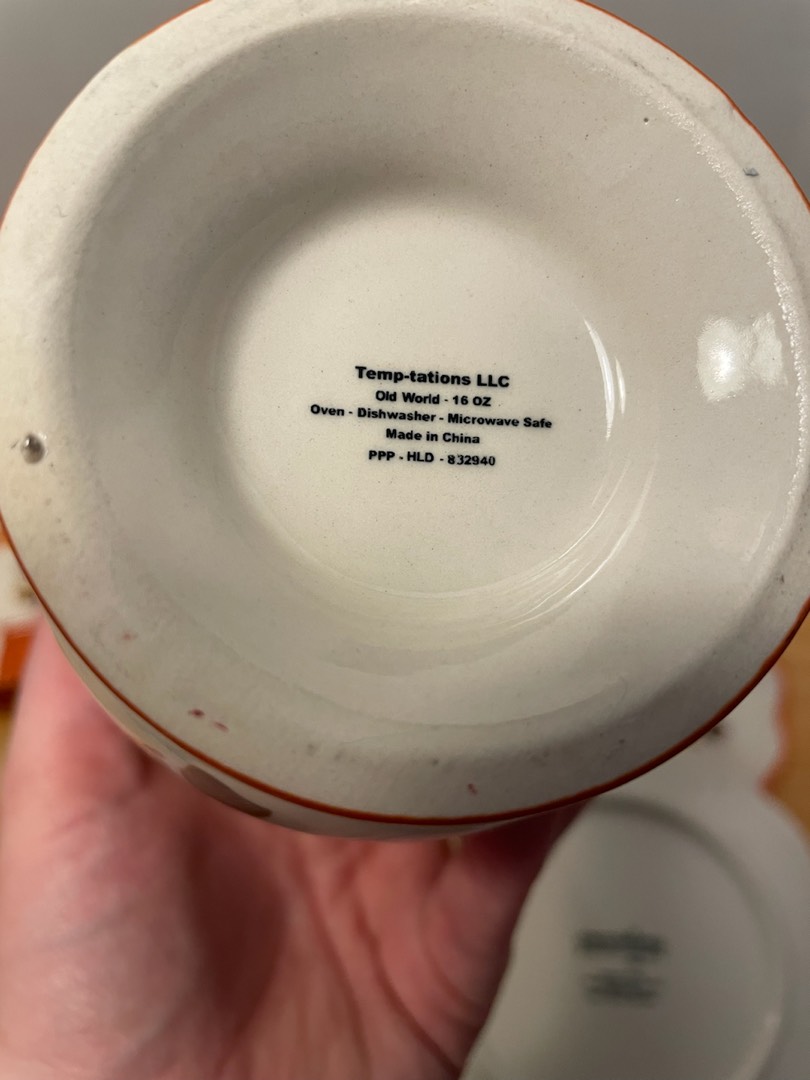 Temp-tations LLC
Old World - 16 OZ
Oven - Dishwasher - Microwave Safe
Made in China
PPP - HLD - 832940